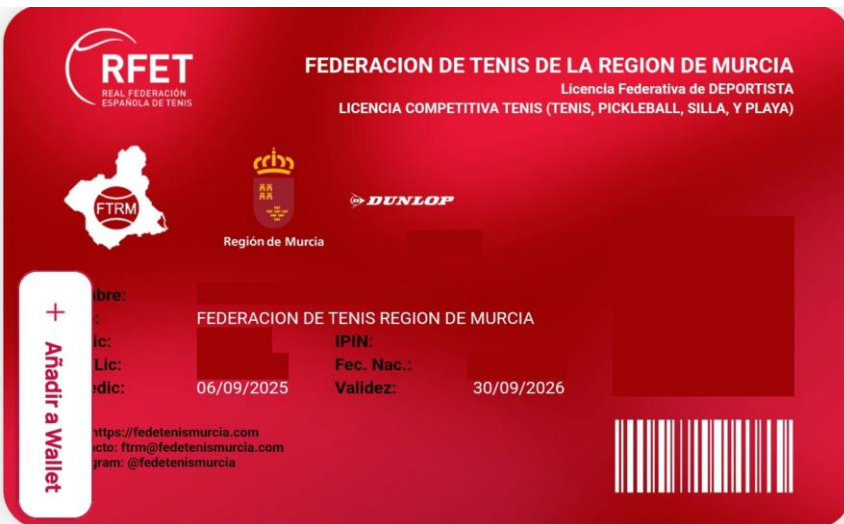 RFET
REAL FEDERACIÓN
ESPAÑOLA DE TENIS
FEDERACION DE TENIS DE LA REGION DE MURCIA
Licencia Federativa de DEPORTISTA
LICENCIA COMPETITIVA TENIS (TENIS, PICKLEBALL, SILLA, Y PLAYA)
FTRM
Región de Murcia
DUNLOP
FEDERACION DE TENIS REGION DE MURCIA
IPIN:
Lic: Fec. Nac.:
06/09/2025 Validez: 30/09/2026
https://fedetenismurcia.com
ftrm@fedetenismurcia.com
@fedetenismurcia
+ Añadir a Wallet